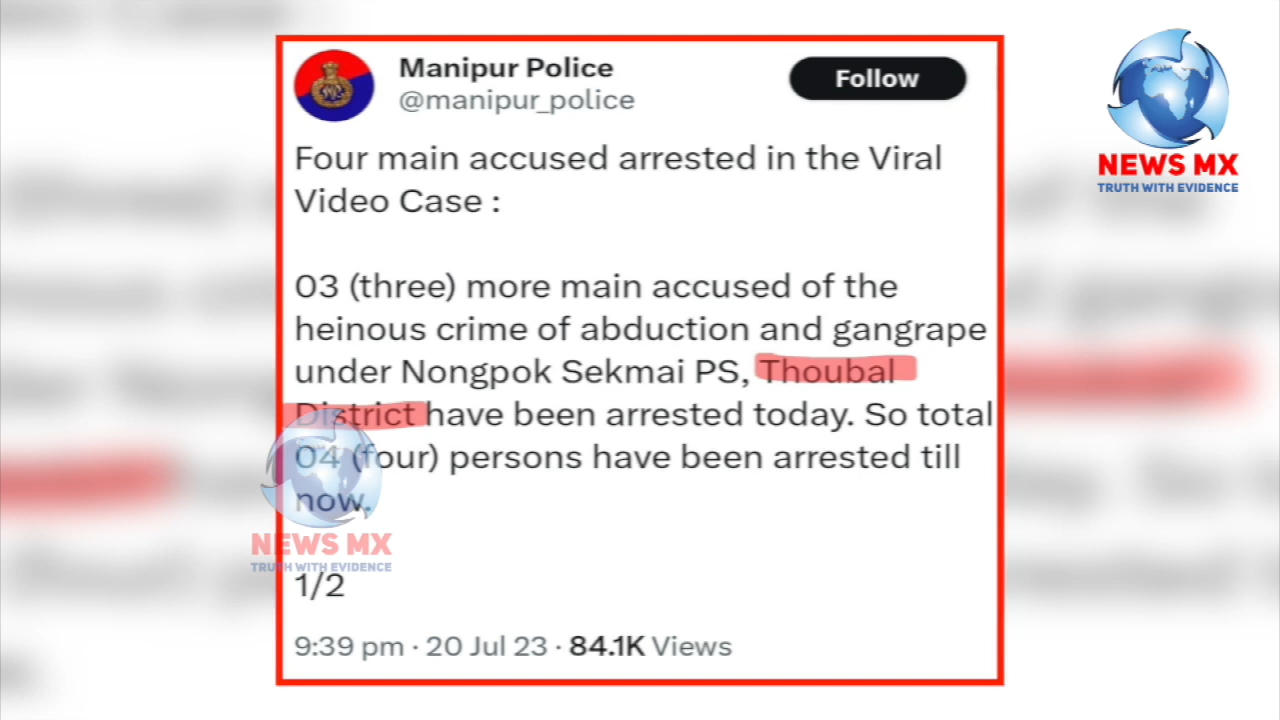 Manipur Police
@manipur_police
Follow
NEWS MX
TRUTH WITH EVIDENCE
Four main accused arrested in the Viral
Video Case :
03 (three) more main accused of the
heinous crime of abduction and gangrape
under Nongpok Sekmai PS, Thoubal
District have been arrested today. So total
04 (four) persons have been arrested till
now.
NEWS MX
TRUTH WITH EVIDENCE
1/2
9:39 pm · 20 Jul 23 · 84.1K Views